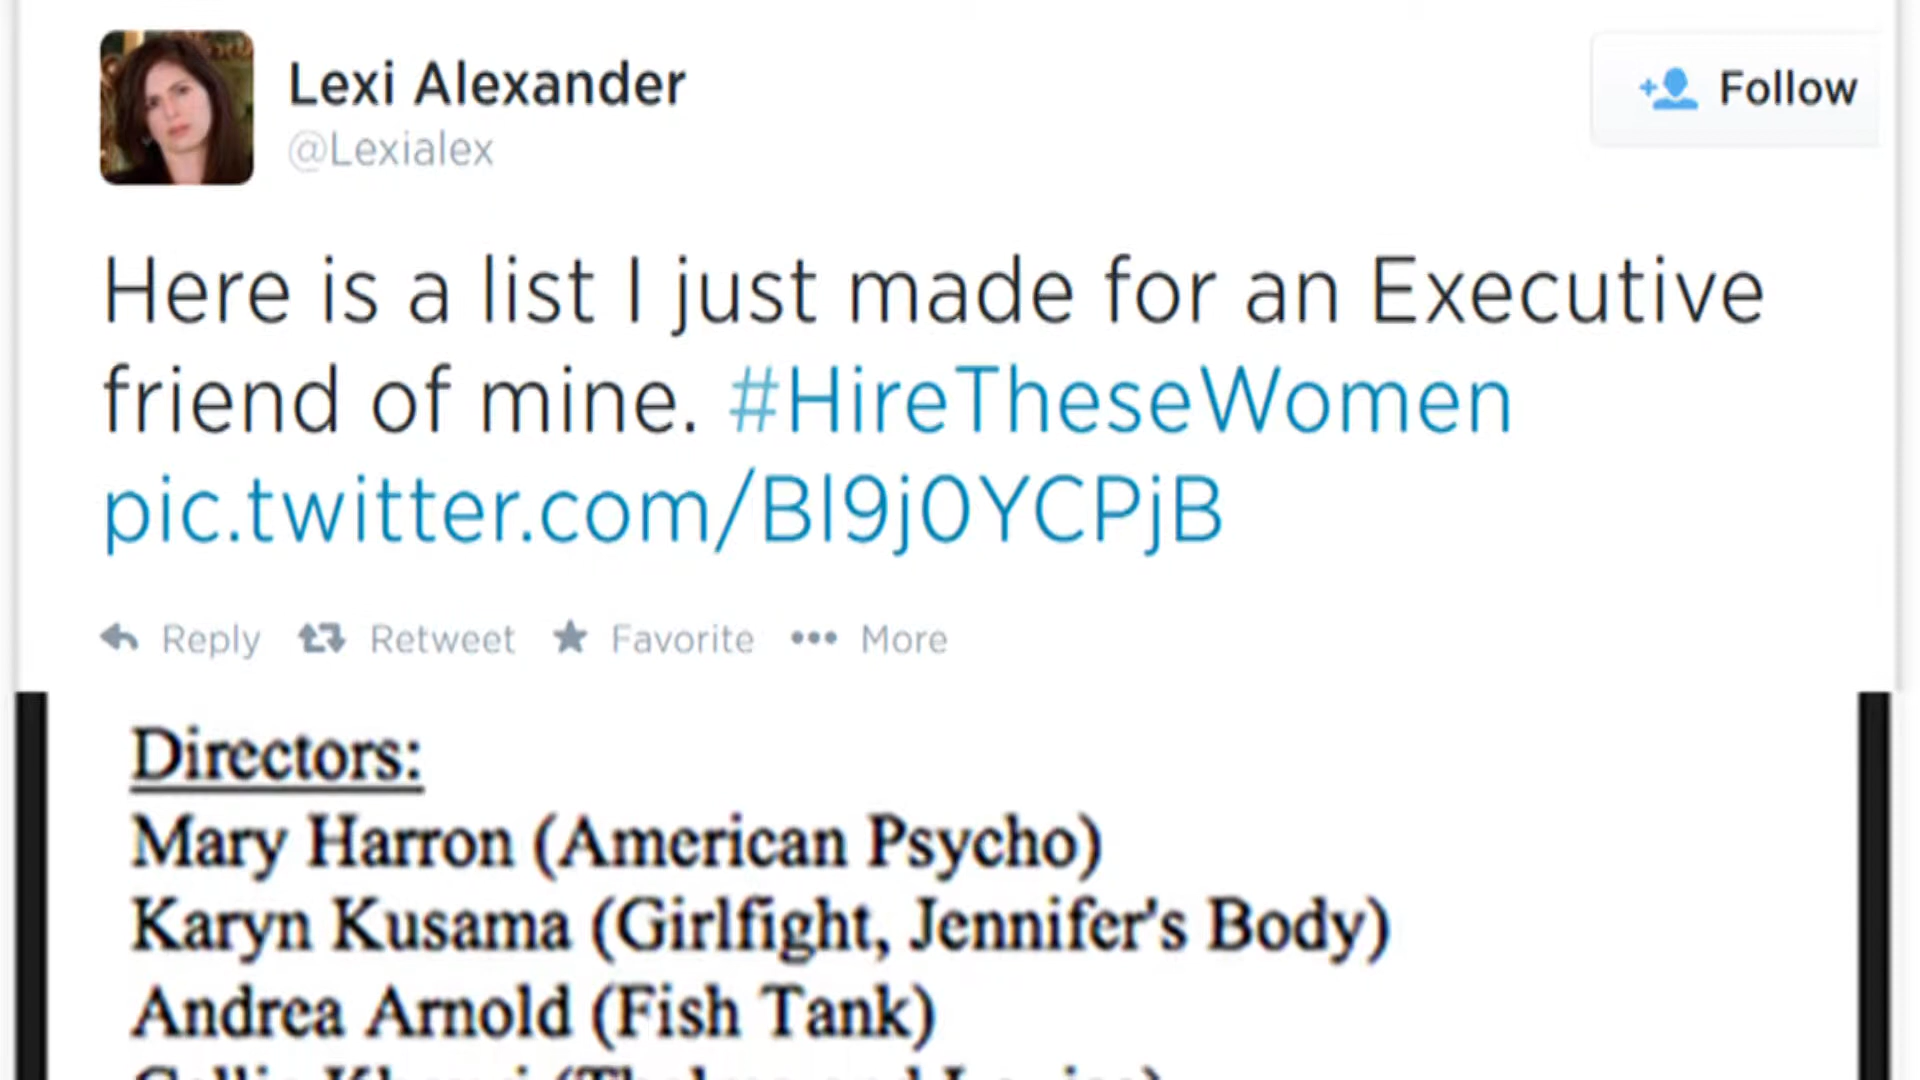 Lexi Alexander
@Lexialex
Follow
Here is a list I just made for an Executive
friend of mine. #HireTheseWomen
pic.twitter.com/Bl9j0YCPjB
Reply Retweet Favorite More
Directors:
Mary Harron (American Psycho)
Karyn Kusama (Girlfight, Jennifer's Body)
Andrea Arnold (Fish Tank)